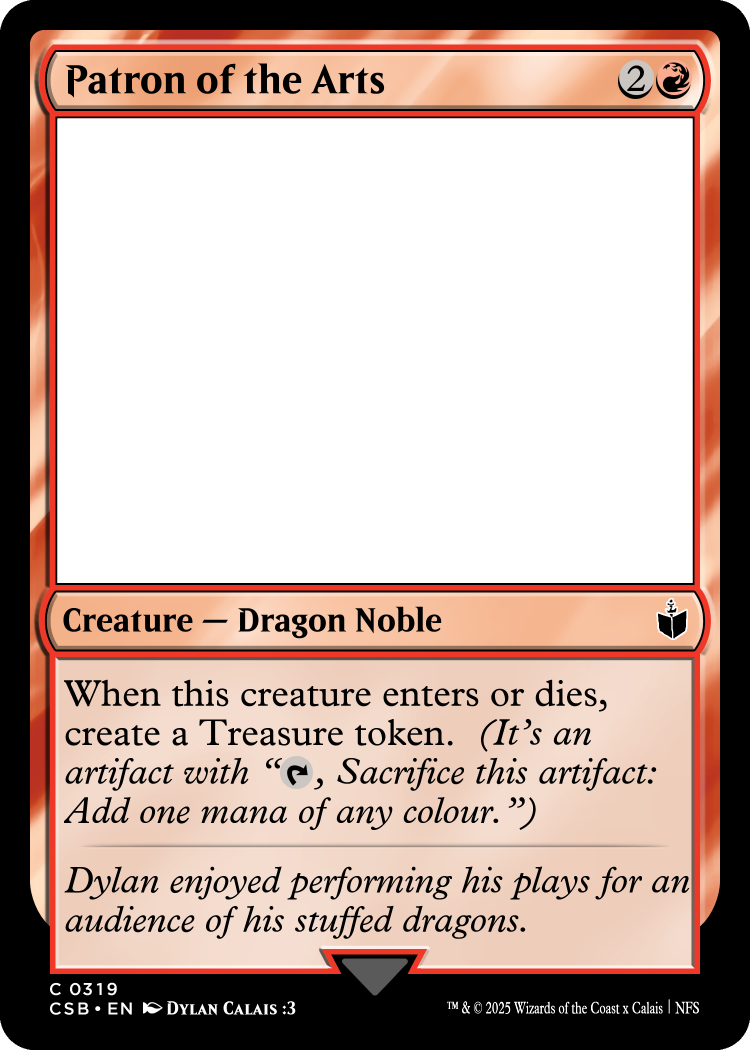 Patron of the Arts 2
Creature — Dragon Noble
When this creature enters or dies,
create a Treasure token. (It's an
artifact with “, Sacrifice this artifact:
Add one mana of any colour.”)
Dylan enjoyed performing his plays for an
audience of his stuffed dragons.
C 0319
CSB • EN Dylan Calais :3
™ & © 2025 Wizards of the Coast x Calais | NFS